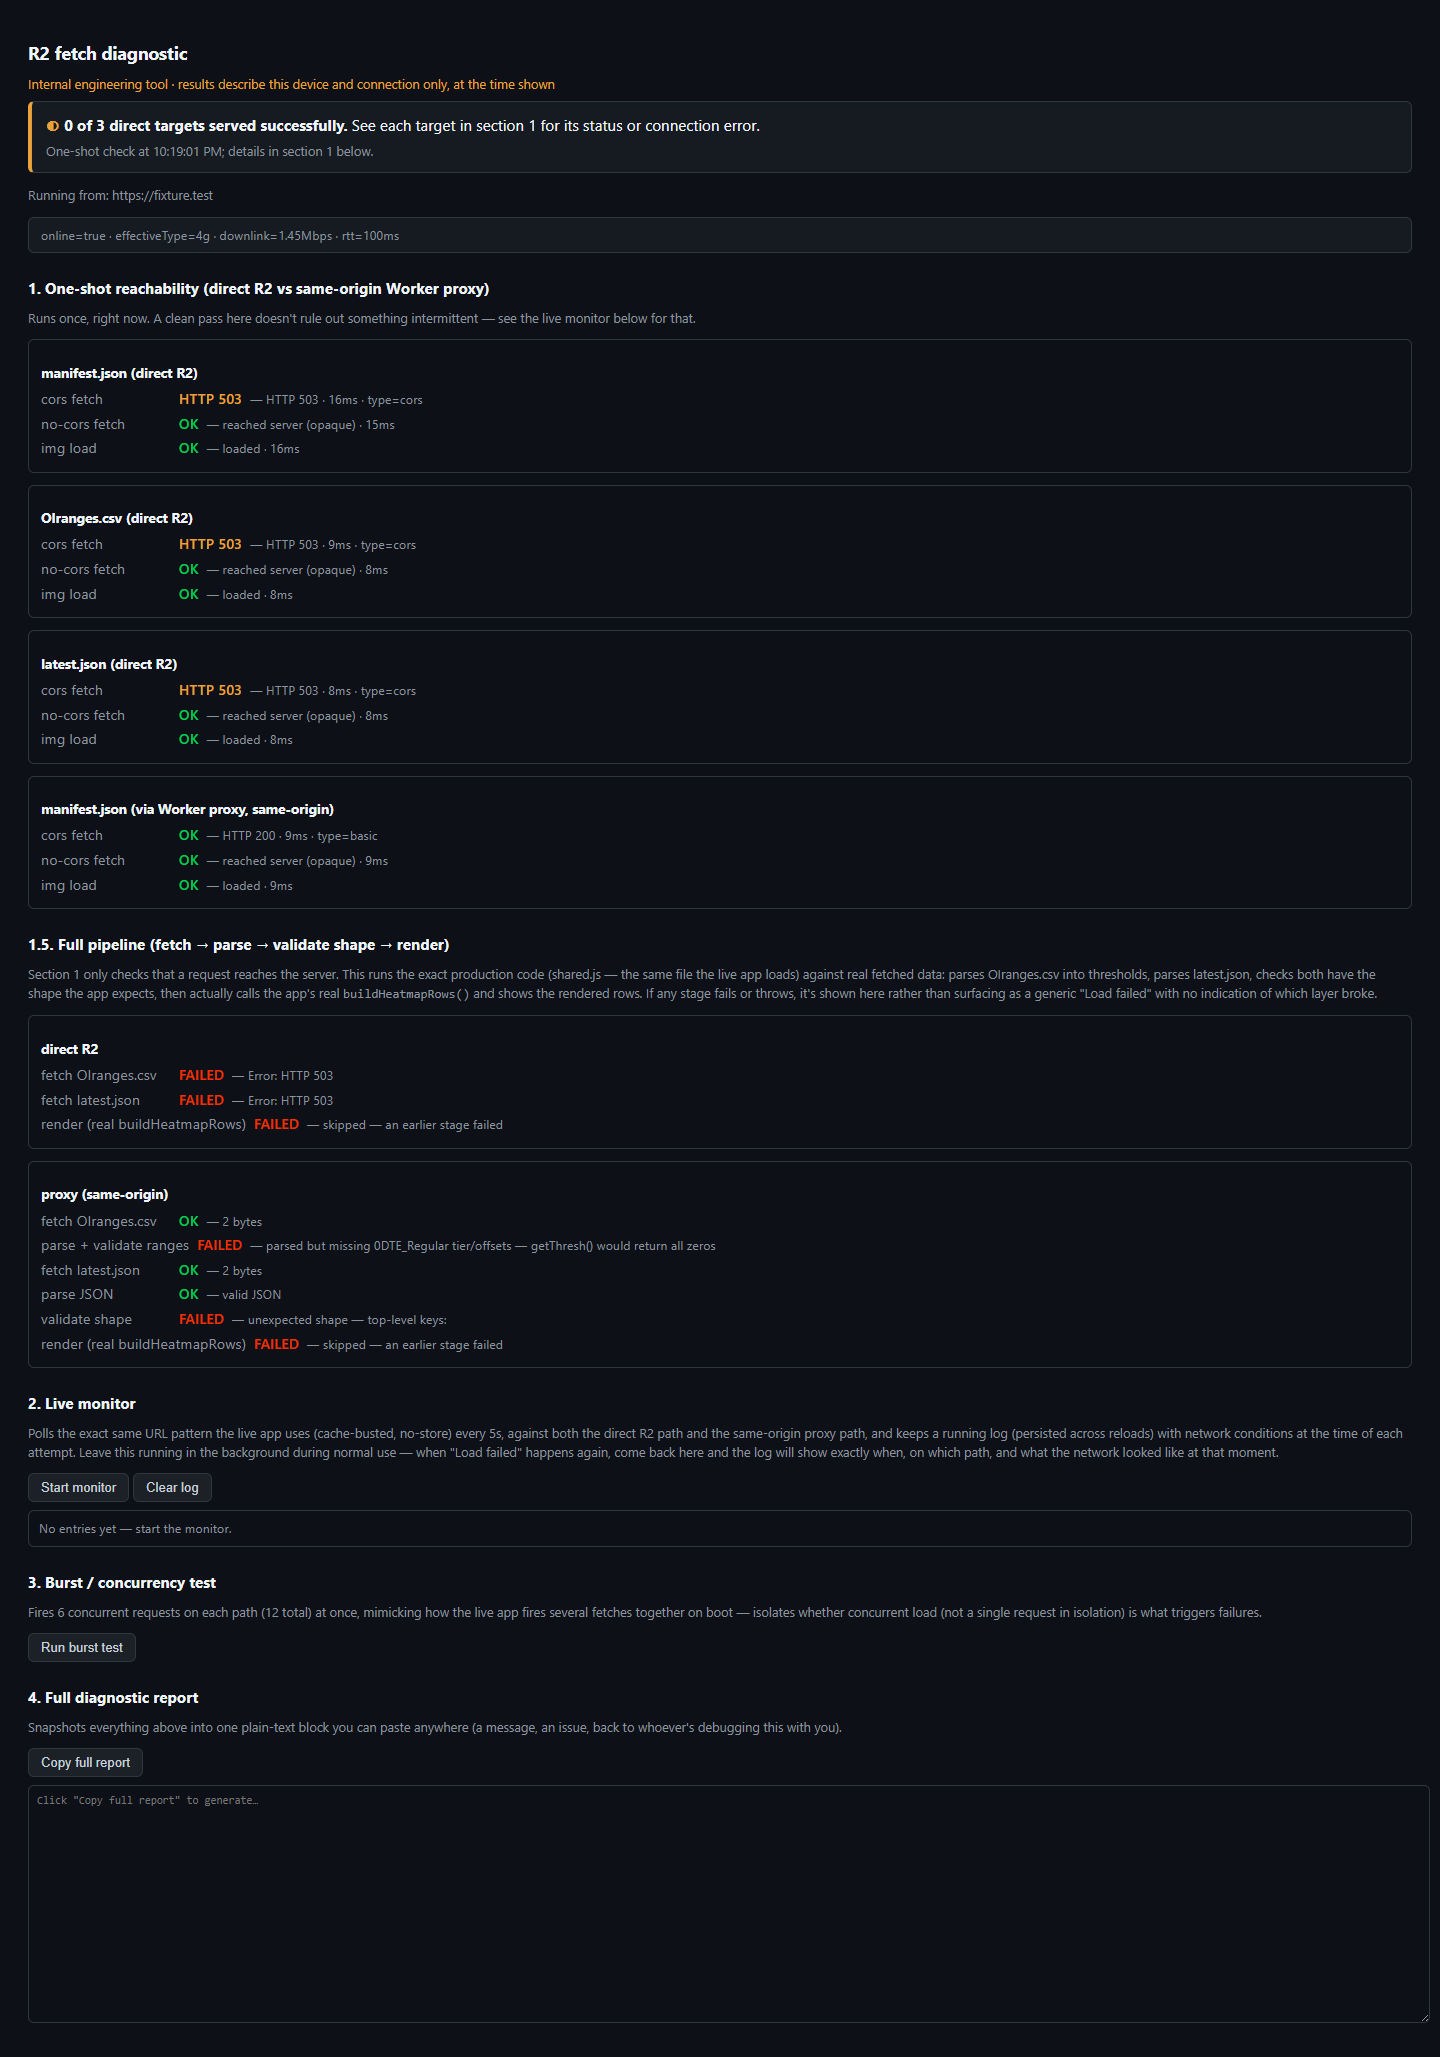 R2 fetch diagnostic
Internal engineering tool · results describe this device and connection only, at the time shown
◐ 0 of 3 direct targets served successfully. See each target in section 1 for its status or connection error.
One-shot check at 10:19:01 PM; details in section 1 below.
Running from: https://fixture.test
online=true · effectiveType=4g · downlink=1.45Mbps · rtt=100ms
1. One-shot reachability (direct R2 vs same-origin Worker proxy)
Runs once, right now. A clean pass here doesn't rule out something intermittent — see the live monitor below for that.
manifest.json (direct R2)
cors fetch HTTP 503 — HTTP 503 · 16ms · type=cors
no-cors fetch OK — reached server (opaque) · 15ms
img load OK — loaded · 16ms
OIranges.csv (direct R2)
cors fetch HTTP 503 — HTTP 503 · 9ms · type=cors
no-cors fetch OK — reached server (opaque) · 8ms
img load OK — loaded · 8ms
latest.json (direct R2)
cors fetch HTTP 503 — HTTP 503 · 8ms · type=cors
no-cors fetch OK — reached server (opaque) · 8ms
img load OK — loaded · 8ms
manifest.json (via Worker proxy, same-origin)
cors fetch OK — HTTP 200 · 9ms · type=basic
no-cors fetch OK — reached server (opaque) · 9ms
img load OK — loaded · 9ms
1.5. Full pipeline (fetch → parse → validate shape → render)
Section 1 only checks that a request reaches the server. This runs the exact production code (shared.js — the same file the live app loads) against real fetched data: parses OIranges.csv into thresholds, parses latest.json, checks both have the
shape the app expects, then actually calls the app's real buildHeatmapRows() and shows the rendered rows. If any stage fails or throws, it's shown here rather than surfacing as a generic "Load failed" with no indication of which layer broke.
direct R2
fetch OIranges.csv FAILED — Error: HTTP 503
fetch latest.json FAILED — Error: HTTP 503
render (real buildHeatmapRows) FAILED — skipped — an earlier stage failed
proxy (same-origin)
fetch OIranges.csv OK — 2 bytes
parse + validate ranges FAILED — parsed but missing 0DTE_Regular tier/offsets — getThresh() would return all zeros
fetch latest.json OK — 2 bytes
parse JSON OK — valid JSON
validate shape FAILED — unexpected shape — top-level keys:
render (real buildHeatmapRows) FAILED — skipped — an earlier stage failed
2. Live monitor
Polls the exact same URL pattern the live app uses (cache-busted, no-store) every 5s, against both the direct R2 path and the same-origin proxy path, and keeps a running log (persisted across reloads) with network conditions at the time of each
attempt. Leave this running in the background during normal use — when "Load failed" happens again, come back here and the log will show exactly when, on which path, and what the network looked like at that moment.
Start monitor Clear log
No entries yet — start the monitor.
3. Burst / concurrency test
Fires 6 concurrent requests on each path (12 total) at once, mimicking how the live app fires several fetches together on boot — isolates whether concurrent load (not a single request in isolation) is what triggers failures.
Run burst test
4. Full diagnostic report
Snapshots everything above into one plain-text block you can paste anywhere (a message, an issue, back to whoever's debugging this with you).
Copy full report
Click "Copy full report" to generate…